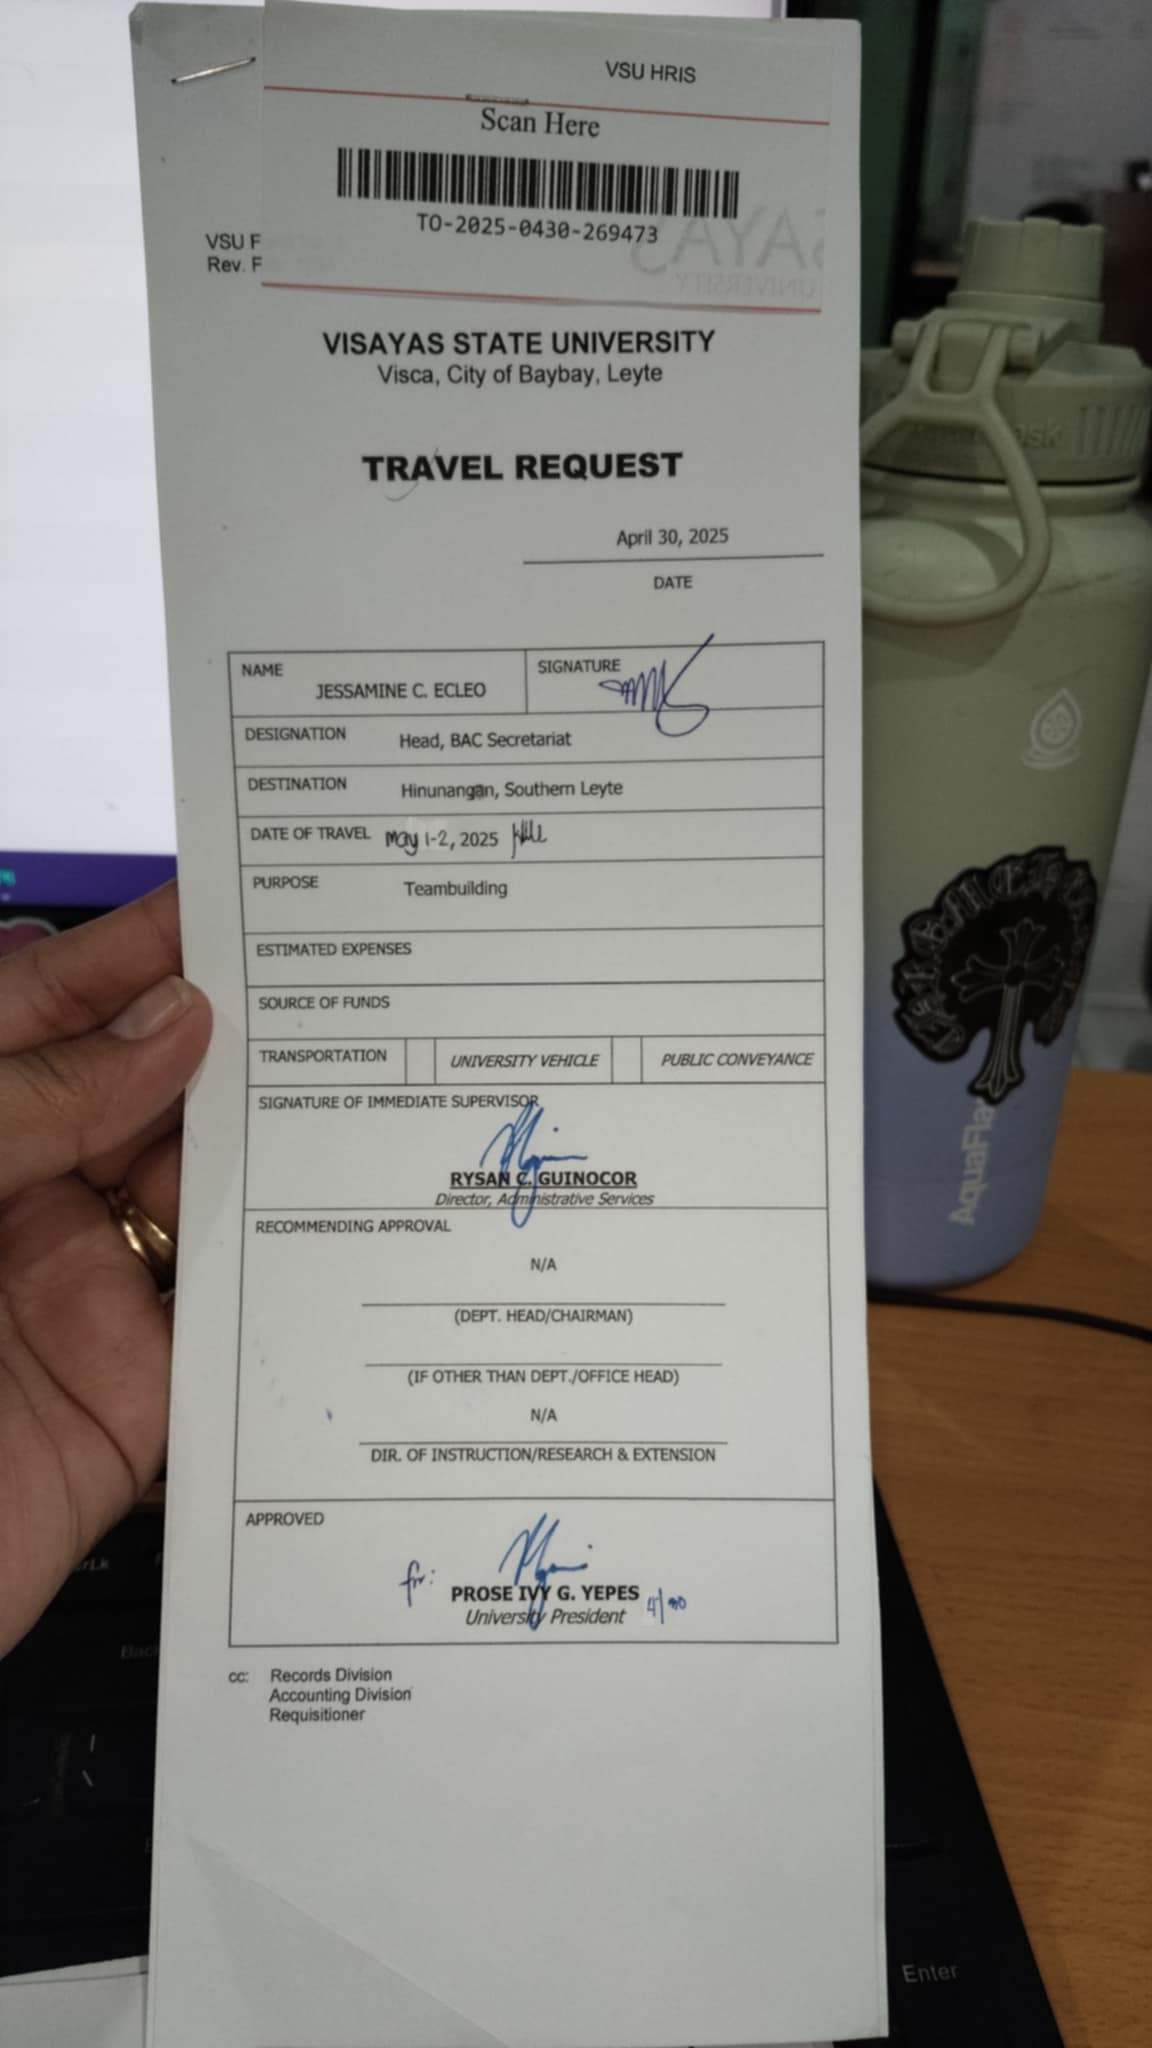 VSU HRIS
Scan Here
TO-2025-0430-269473
VSU F
Rev. F
VISAYAS STATE UNIVERSITY
Visca, City of Baybay, Leyte
TRAVEL REQUEST
April 30, 2025
DATE
NAME JESSAMINE C. ECLEO SIGNATURE
DESIGNATION Head, BAC Secretariat
DESTINATION Hinunangan, Southern Leyte
DATE OF TRAVEL May 1-2, 2025
PURPOSE Teambuilding
ESTIMATED EXPENSES
SOURCE OF FUNDS
TRANSPORTATION UNIVERSITY VEHICLE PUBLIC CONVEYANCE
SIGNATURE OF IMMEDIATE SUPERVISOR
RYSAN C. GUINOCOR
Director, Administrative Services
RECOMMENDING APPROVAL
N/A
(DEPT. HEAD/CHAIRMAN)
(IF OTHER THAN DEPT./OFFICE HEAD)
N/A
DIR. OF INSTRUCTION/RESEARCH & EXTENSION
APPROVED
for:
PROSE IVY G. YEPES 4/30
University President
cc: Records Division
Accounting Division
Requisitioner
AquaFla
Enter